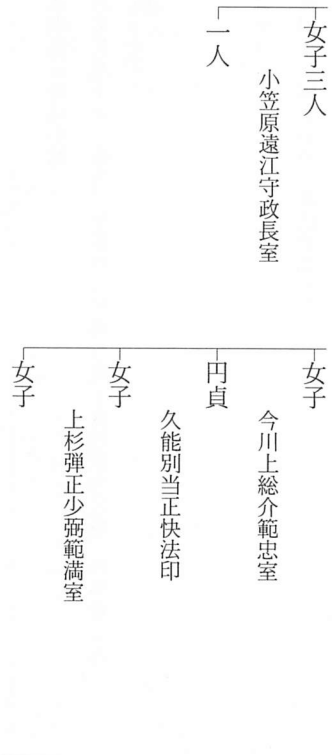 女子三人
小笠原遠江守政長室
一人
女子
今川上総介範忠室
円貞
久能別当正快法印
女子
上杉弾正少弼範満室
女子